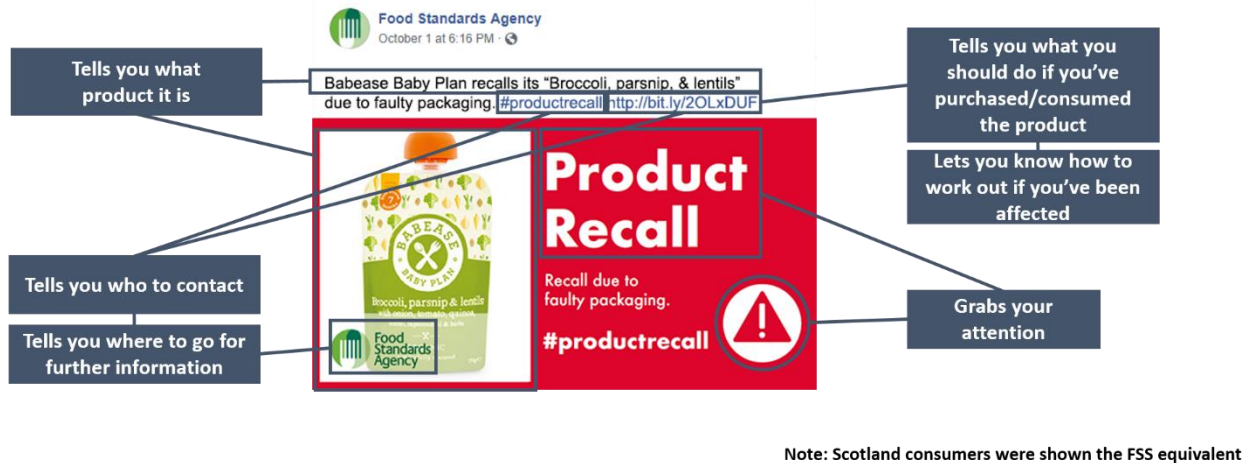 Food Standards Agency
October 1 at 6:16 PM ·
Tells you what
product it is
Babease Baby Plan recalls its “Broccoli, parsnip, & lentils”
due to faulty packaging. #productrecall http://bit.ly/2OLxDUF
Tells you what you
should do if you’ve
purchased/consumed
the product
Lets you know how to
work out if you’ve been
affected
BABEASE
BABY PLAN
Broccoli, parsnip & lentils
with onion, tomato, quinoa,
Food
Standards
Agency
Product
Recall
Recall due to
faulty packaging.
#productrecall
Tells you who to contact
Tells you where to go for
further information
Grabs your
attention
Note: Scotland consumers were shown the FSS equivalent